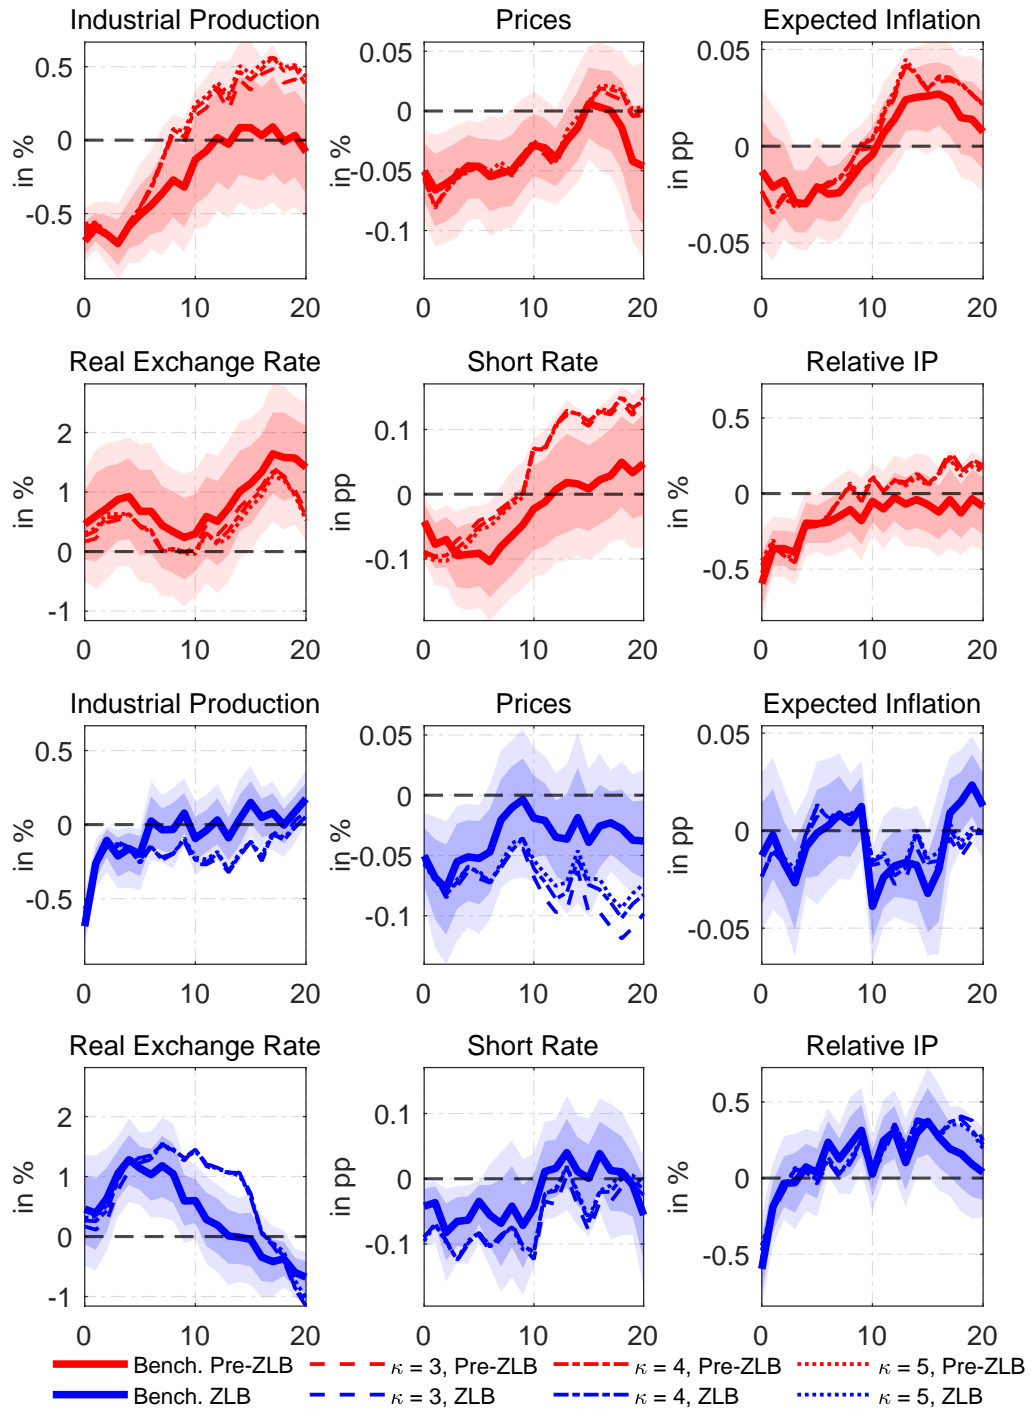 Industrial Production
Prices
Expected Inflation
in %
0.5
0
-0.5
0 10 20
in %
0.05
0
-0.05
-0.1
0 10 20
in pp
0.05
0
-0.05
0 10 20
Real Exchange Rate
Short Rate
Relative IP
in %
2
1
0
-1
0 10 20
in pp
0.1
0
-0.1
0 10 20
in %
0.5
0
-0.5
0 10 20
Industrial Production
Prices
Expected Inflation
in %
0.5
0
-0.5
0 10 20
in %
0.05
0
-0.05
-0.1
0 10 20
in pp
0.05
0
-0.05
0 10 20
Real Exchange Rate
Short Rate
Relative IP
in %
2
1
0
-1
0 10 20
in pp
0.1
0
-0.1
0 10 20
in %
0.5
0
-0.5
0 10 20
Bench. Pre-ZLB κ = 3, Pre-ZLB κ = 4, Pre-ZLB κ = 5, Pre-ZLB
Bench. ZLB κ = 3, ZLB κ = 4, ZLB κ = 5, ZLB